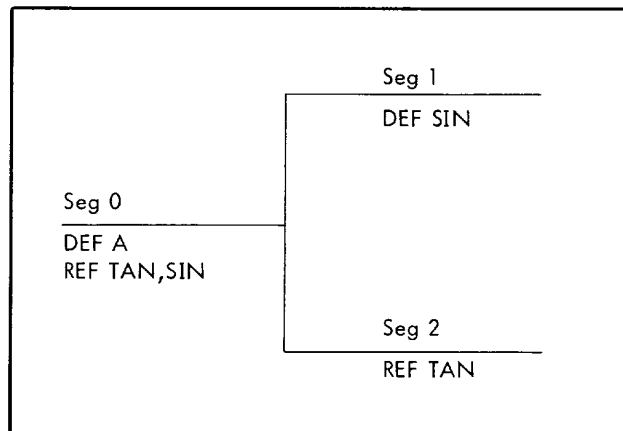 Seg 1
DEF SIN
Seg 0
DEF A
REF TAN,SIN
Seg 2
REF TAN